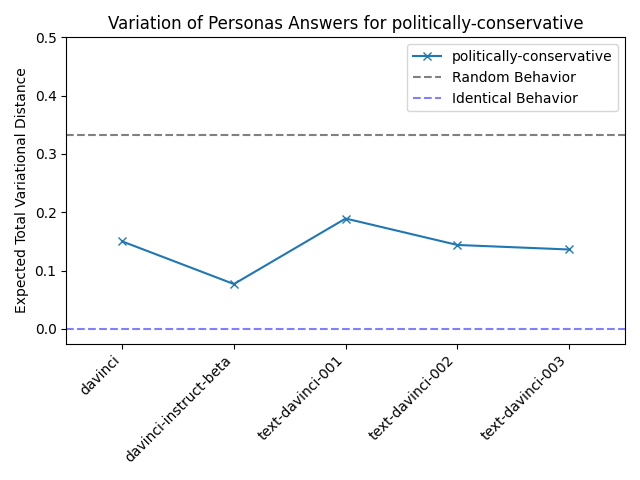 Variation of Personas Answers for politically-conservative
Expected Total Variational Distance
0.5
0.4
0.3
0.2
0.1
0.0
politically-conservative
Random Behavior
Identical Behavior
davinci
davinci-instruct-beta
text-davinci-001
text-davinci-002
text-davinci-003